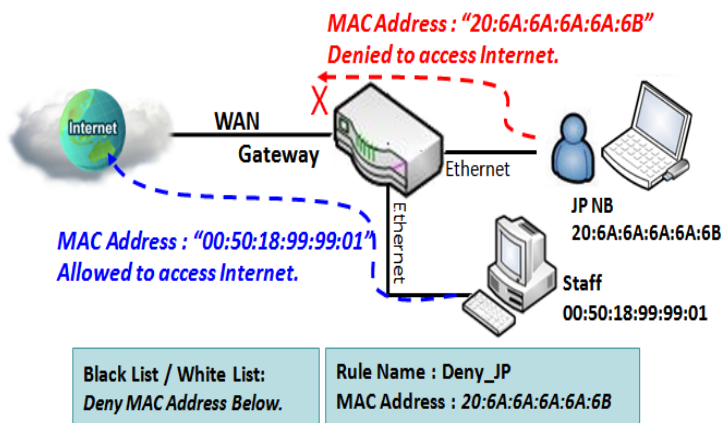 MAC Address : “20:6A:6A:6A:6A:6B”
Denied to access Internet.
X
Internet
WAN
Gateway
Ethernet
Ethernet
JP NB
20:6A:6A:6A:6A:6B
MAC Address : “00:50:18:99:99:01”
Allowed to access Internet.
Staff
00:50:18:99:99:01
Black List / White List:
Deny MAC Address Below.
Rule Name : Deny_JP
MAC Address : 20:6A:6A:6A:6A:6B